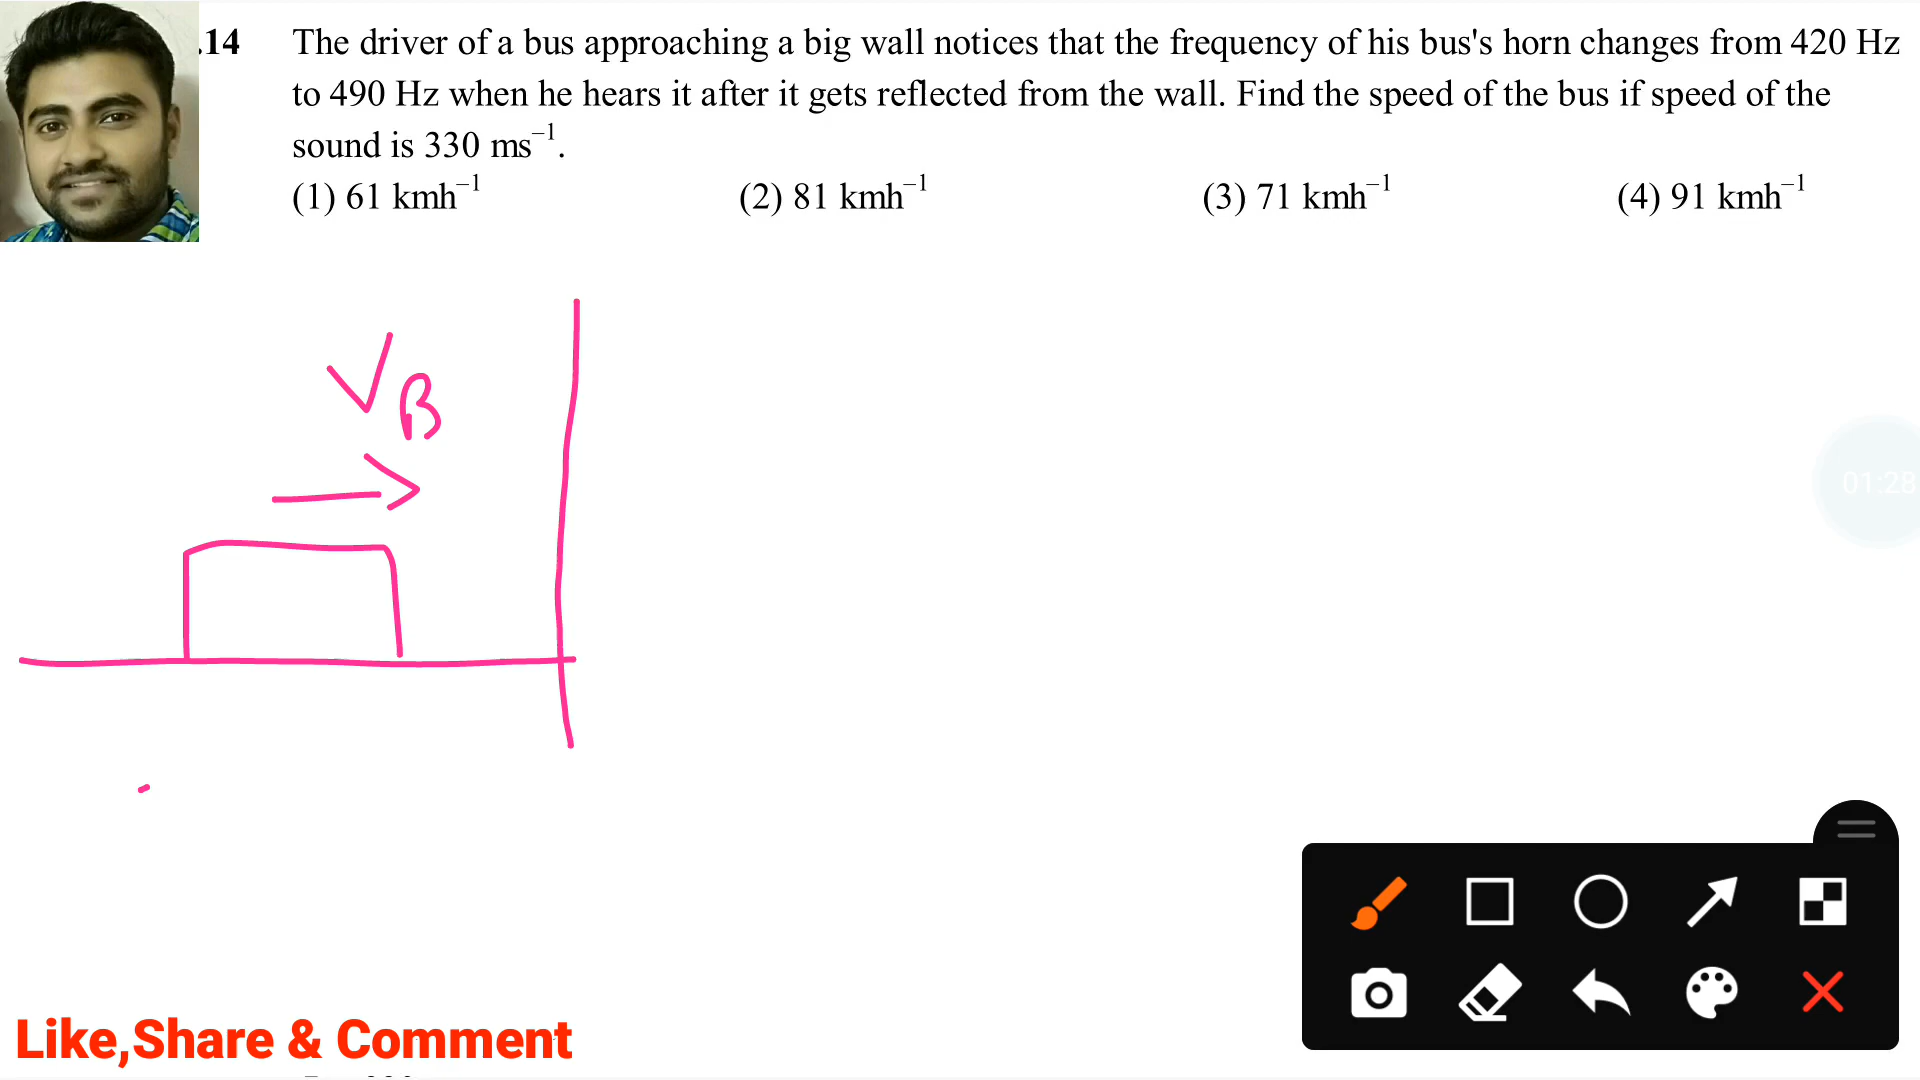 .14 The driver of a bus approaching a big wall notices that the frequency of his bus's horn changes from 420 Hz
to 490 Hz when he hears it after it gets reflected from the wall. Find the speed of the bus if speed of the
sound is 330 ms⁻¹.
(1) 61 kmh⁻¹ (2) 81 kmh⁻¹ (3) 71 kmh⁻¹ (4) 91 kmh⁻¹
V_B
01:28
Like,Share & Comment